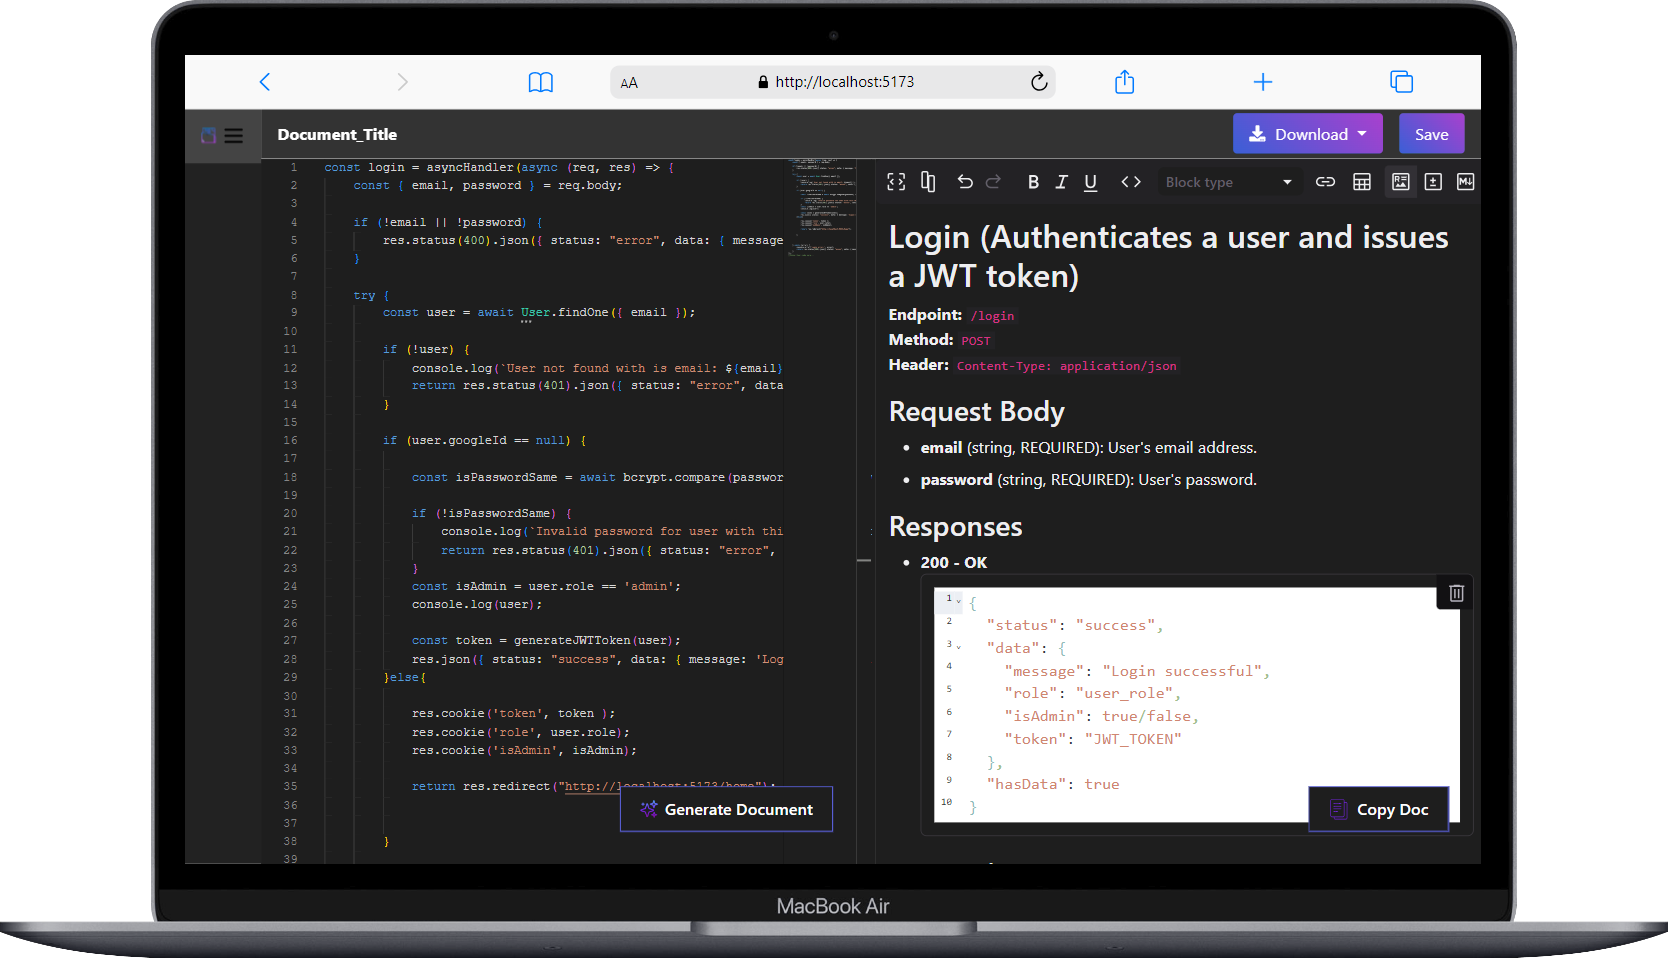 AA
http://localhost:5173
Document_Title
Download
Save
1 const login = asyncHandler(async (req, res) => {
2 const { email, password } = req.body;
3
4 if (!email || !password) {
5 res.status(400).json({ status: "error", data: { message
6 }
7
8 try {
9 const user = await User.findOne({ email });
10
11 if (!user) {
12 console.log(`User not found with is email: ${email}
13 return res.status(401).json({ status: "error", data
14 }
15
16 if (user.googleId == null) {
17
18 const isPasswordSame = await bcrypt.compare(passwor
19
20 if (!isPasswordSame) {
21 console.log(`Invalid password for user with thi
22 return res.status(401).json({ status: "error",
23 }
24 const isAdmin = user.role == 'admin';
25 console.log(user);
26
27 const token = generateJWTToken(user);
28 res.json({ status: "success", data: { message: 'Log
29 }else{
30
31 res.cookie('token', token );
32 res.cookie('role', user.role);
33 res.cookie('isAdmin', isAdmin);
34
35 return res.redirect("http://localhost:5173/home");
36
37
38 }
39
Generate Document
B I U <> Block type
Login (Authenticates a user and issues
a JWT token)
Endpoint: /login
Method: POST
Header: Content-Type: application/json
Request Body
• email (string, REQUIRED): User's email address.
• password (string, REQUIRED): User's password.
Responses
• 200 - OK
1 {
2 "status": "success",
3 "data": {
4 "message": "Login successful",
5 "role": "user_role",
6 "isAdmin": true/false,
7 "token": "JWT_TOKEN"
8 },
9 "hasData": true
10 }
Copy Doc
MacBook Air